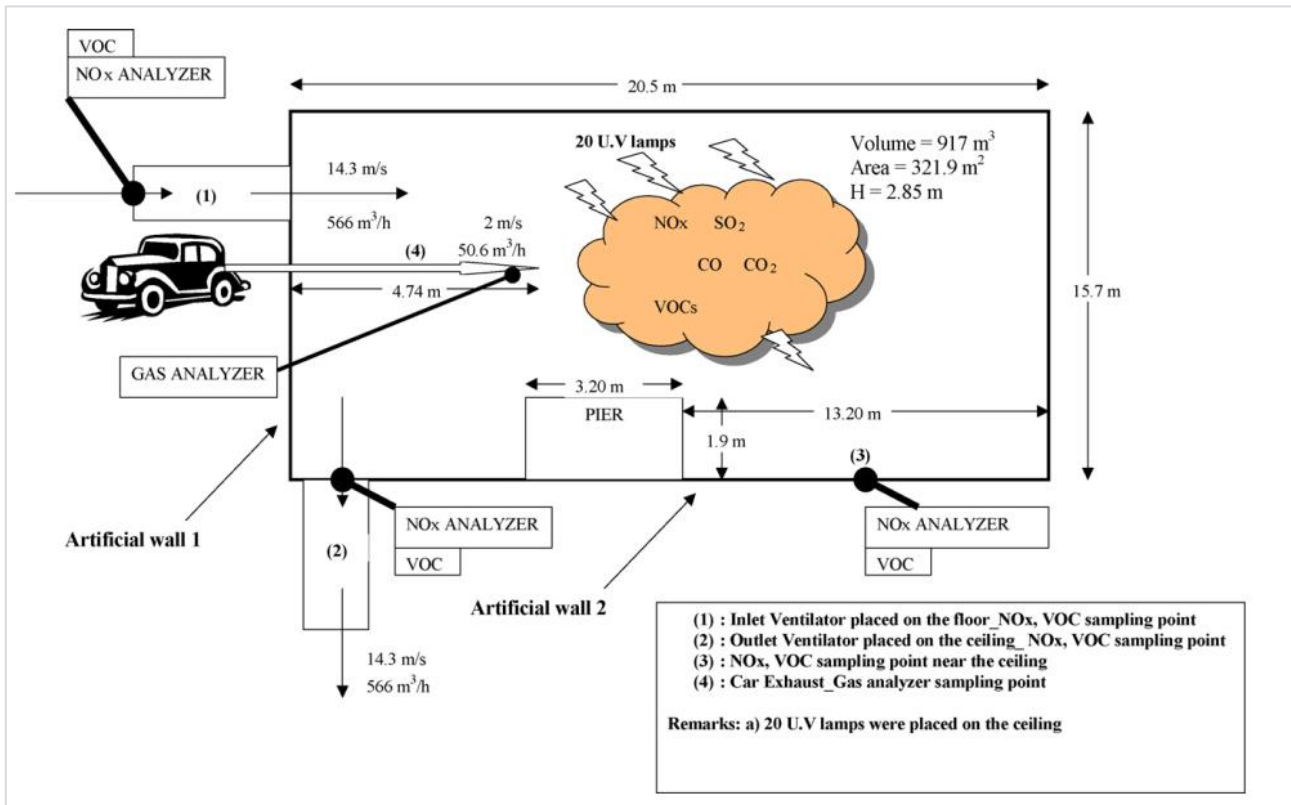 VOC
NOx ANALYZER
20.5 m
20 U.V lamps
Volume = 917 m³
Area = 321.9 m²
H = 2.85 m
14.3 m/s
(1)
566 m³/h
2 m/s
(4)
50.6 m³/h
NOx SO₂
CO CO₂
VOCs
4.74 m
15.7 m
GAS ANALYZER
3.20 m
PIER
13.20 m
1.9 m
(3)
Artificial wall 1
NOx ANALYZER
VOC
(2)
NOx ANALYZER
VOC
Artificial wall 2
14.3 m/s
566 m³/h
(1) : Inlet Ventilator placed on the floor_NOx, VOC sampling point
(2) : Outlet Ventilator placed on the ceiling_ NOx, VOC sampling point
(3) : NOx, VOC sampling point near the ceiling
(4) : Car Exhaust_Gas analyzer sampling point
Remarks: a) 20 U.V lamps were placed on the ceiling